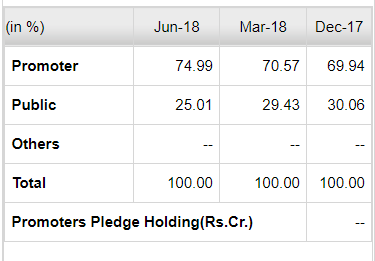 (in %) Jun-18 Mar-18 Dec-17
Promoter 74.99 70.57 69.94
Public 25.01 29.43 30.06
Others -- -- --
Total 100.00 100.00 100.00
Promoters Pledge Holding(Rs.Cr.) --